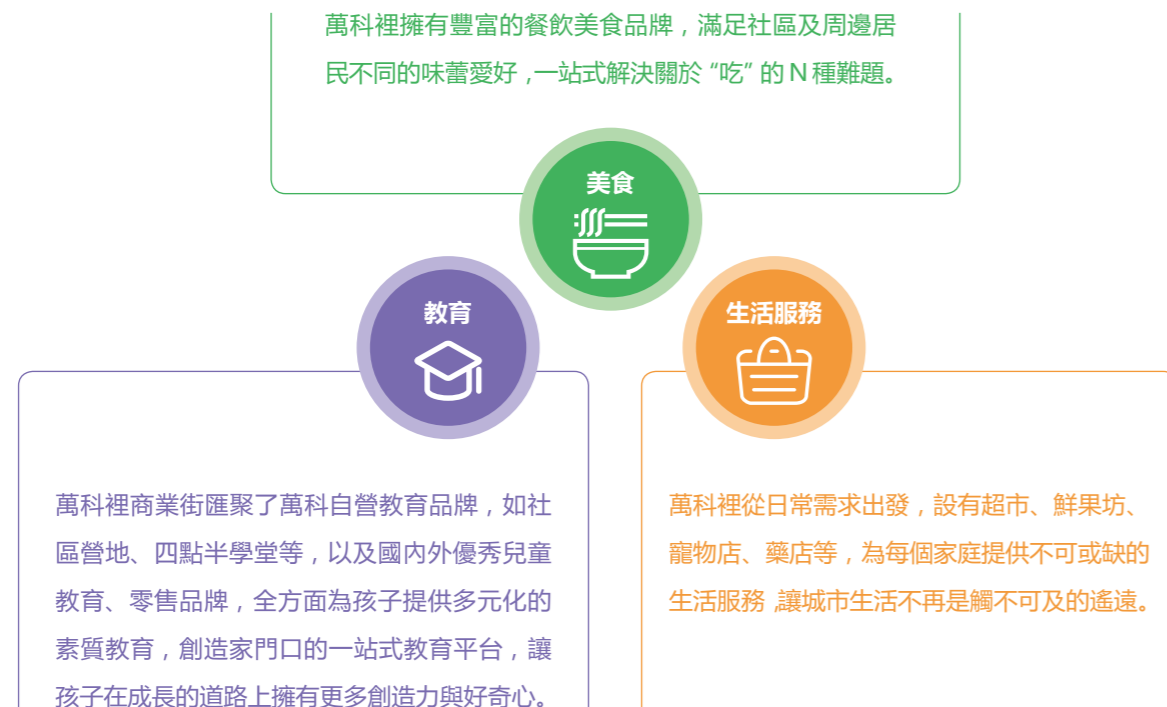 萬科裡擁有豐富的餐飲美食品牌，滿足社區及周邊居
民不同的味蕾愛好，一站式解決關於“吃”的N種難題。
美食
教育
生活服務
萬科裡商業街匯聚了萬科自營教育品牌，如社
區營地、四點半學堂等，以及國內外優秀兒童
教育、零售品牌，全方面為孩子提供多元化的
素質教育，創造家門口的一站式教育平台，讓
孩子在成長的道路上擁有更多創造力與好奇心。
萬科裡從日常需求出發，設有超市、鮮果坊、
寵物店、藥店等，為每個家庭提供不可或缺的
生活服務，讓城市生活不再是觸不可及的遙遠。